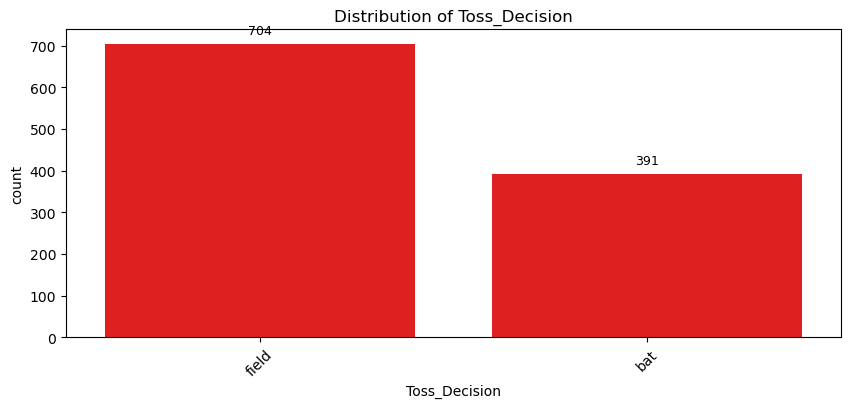 Distribution of Toss_Decision
704
391
700
600
500
400
300
200
100
0
count
field
bat
Toss_Decision